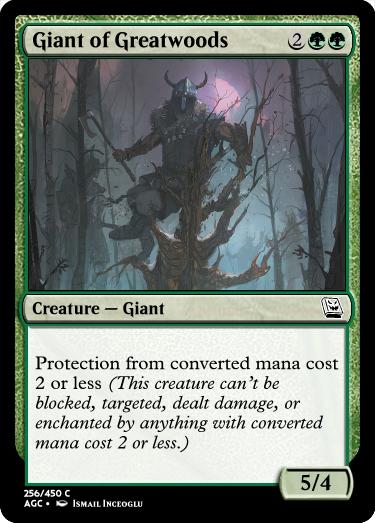 Giant of Greatwoods 2
Creature — Giant
Protection from converted mana cost
2 or less (This creature can't be
blocked, targeted, dealt damage, or
enchanted by anything with converted
mana cost 2 or less.)
5/4
256/450 C
AGC • Ismail Inceoglu